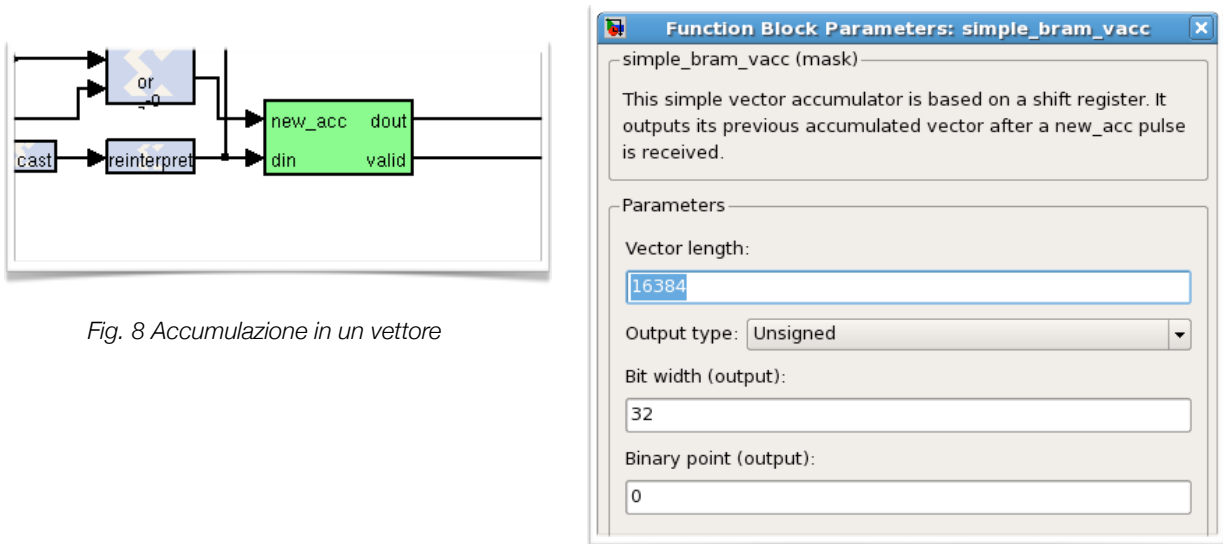 or
cast
reinterpret
new_acc dout
din valid
Fig. 8 Accumulazione in un vettore
Function Block Parameters: simple_bram_vacc
simple_bram_vacc (mask)
This simple vector accumulator is based on a shift register. It
outputs its previous accumulated vector after a new_acc pulse
is received.
Parameters
Vector length:
16384
Output type: Unsigned
Bit width (output):
32
Binary point (output):
0